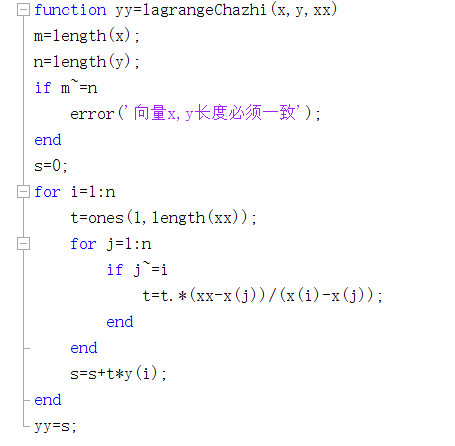 function yy=lagrangeChazhi(x,y,xx)
m=length(x);
n=length(y);
if m~=n
    error('向量x,y长度必须一致');
end
s=0;
for i=1:n
    t=ones(1,length(xx));
    for j=1:n
        if j~=i
            t=t.*(xx-x(j))/(x(i)-x(j));
        end
    end
    s=s+t*y(i);
end
yy=s;